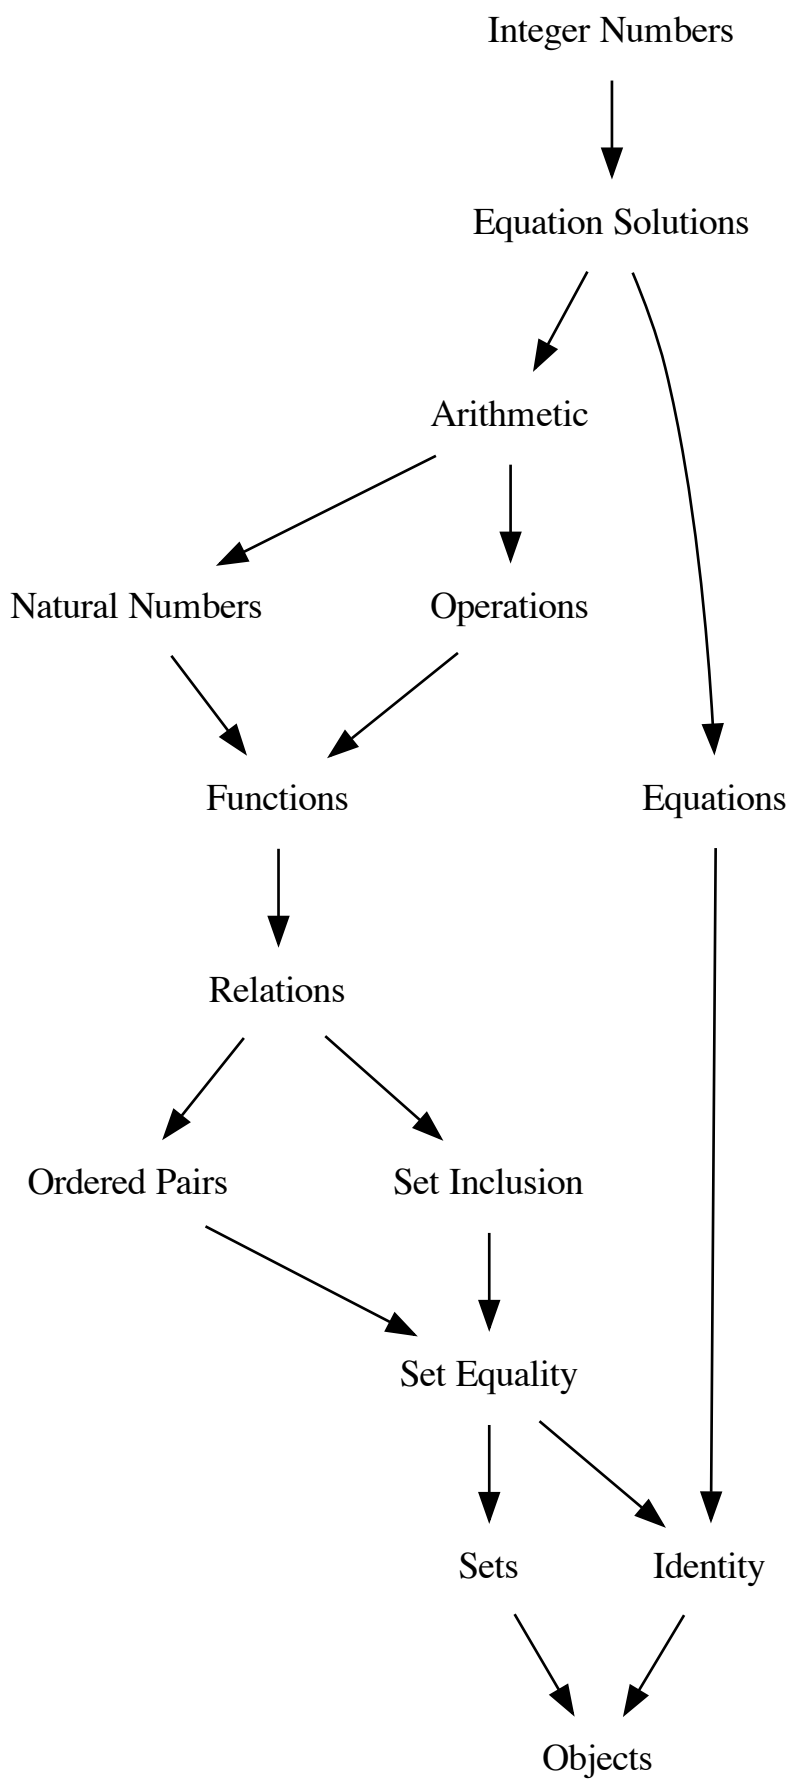 Integer Numbers
Equation Solutions
Arithmetic
Natural Numbers
Operations
Functions
Equations
Relations
Ordered Pairs
Set Inclusion
Set Equality
Sets
Identity
Objects